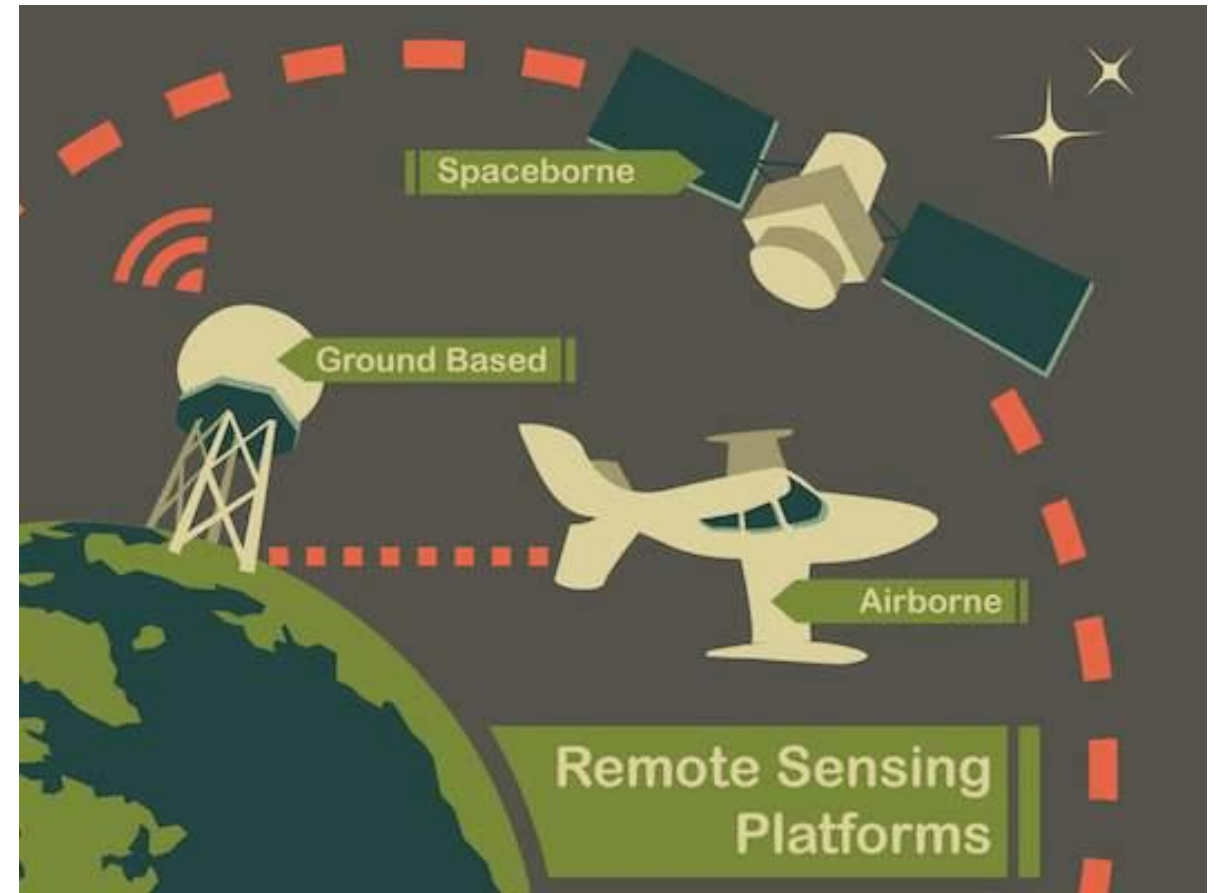 Spaceborne
Ground Based
Airborne
Remote Sensing
Platforms